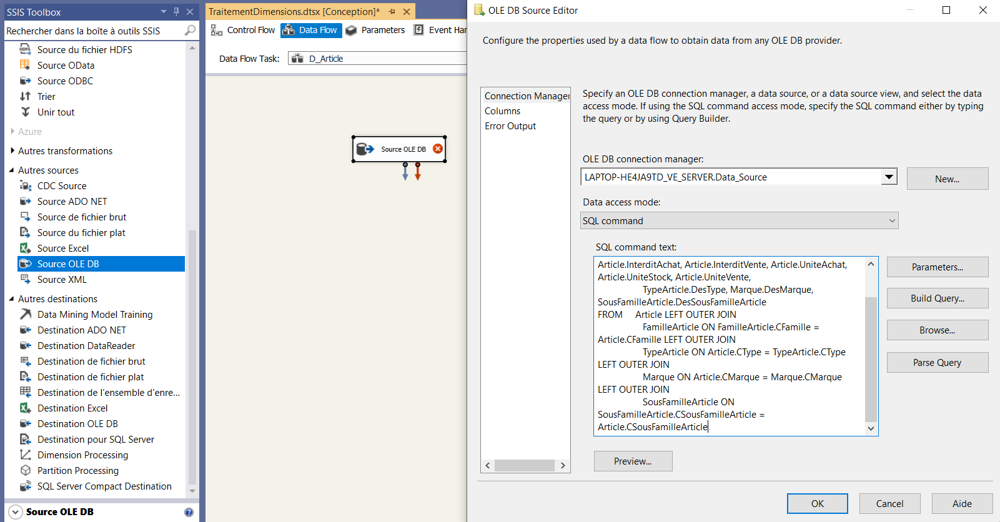 SSIS Toolbox
Rechercher dans la boîte à outils SSIS
Source du fichier HDFS
Source OData
Source ODBC
Trier
Unir tout
Azure
Autres transformations
Autres sources
CDC Source
Source ADO NET
Source de fichier brut
Source du fichier plat
Source Excel
Source OLE DB
Source XML
Autres destinations
Data Mining Model Training
Destination ADO NET
Destination DataReader
Destination de fichier brut
Destination de fichier plat
Destination de l'ensemble d'enre...
Destination Excel
Destination OLE DB
Destination pour SQL Server
Dimension Processing
Partition Processing
SQL Server Compact Destination
Source OLE DB
TraitementDimensions.dtsx [Conception]*
Control Flow
Data Flow
Parameters
Event Har
Data Flow Task:
D_Article
Source OLE DB
OLE DB Source Editor
Configure the properties used by a data flow to obtain data from any OLE DB provider.
Connection Manager
Columns
Error Output
Specify an OLE DB connection manager, a data source, or a data source view, and select the data
access mode. If using the SQL command access mode, specify the SQL command either by typing
the query or by using Query Builder.
OLE DB connection manager:
LAPTOP-HE4JA9TD_VE_SERVER.Data_Source
New...
Data access mode:
SQL command
SQL command text:
Article.InterditAchat, Article.InterditVente, Article.UniteAchat,
Article.UniteStock, Article.UniteVente,
TypeArticle.DesType, Marque.DesMarque,
SousFamilleArticle.DesSousFamilleArticle
FROM Article LEFT OUTER JOIN
FamilleArticle ON FamilleArticle.CFamille =
Article.CFamille LEFT OUTER JOIN
TypeArticle ON Article.CType = TypeArticle.CType
LEFT OUTER JOIN
Marque ON Article.CMarque = Marque.CMarque
LEFT OUTER JOIN
SousFamilleArticle ON
SousFamilleArticle.CSousFamilleArticle =
Article.CSousFamilleArticle
Parameters...
Build Query...
Browse...
Parse Query
Preview...
OK
Cancel
Aide